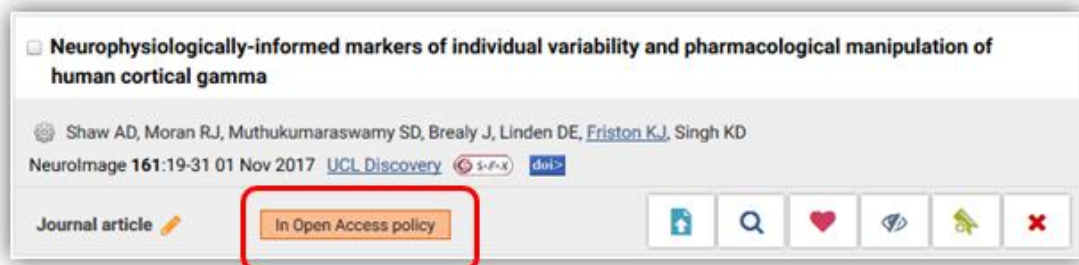 Neurophysiologically-informed markers of individual variability and pharmacological manipulation of
human cortical gamma
Shaw AD, Moran RJ, Muthukumaraswamy SD, Brealy J, Linden DE, Friston KJ, Singh KD
NeuroImage 161:19-31 01 Nov 2017 UCL Discovery S-F-X doi>
Journal article In Open Access policy